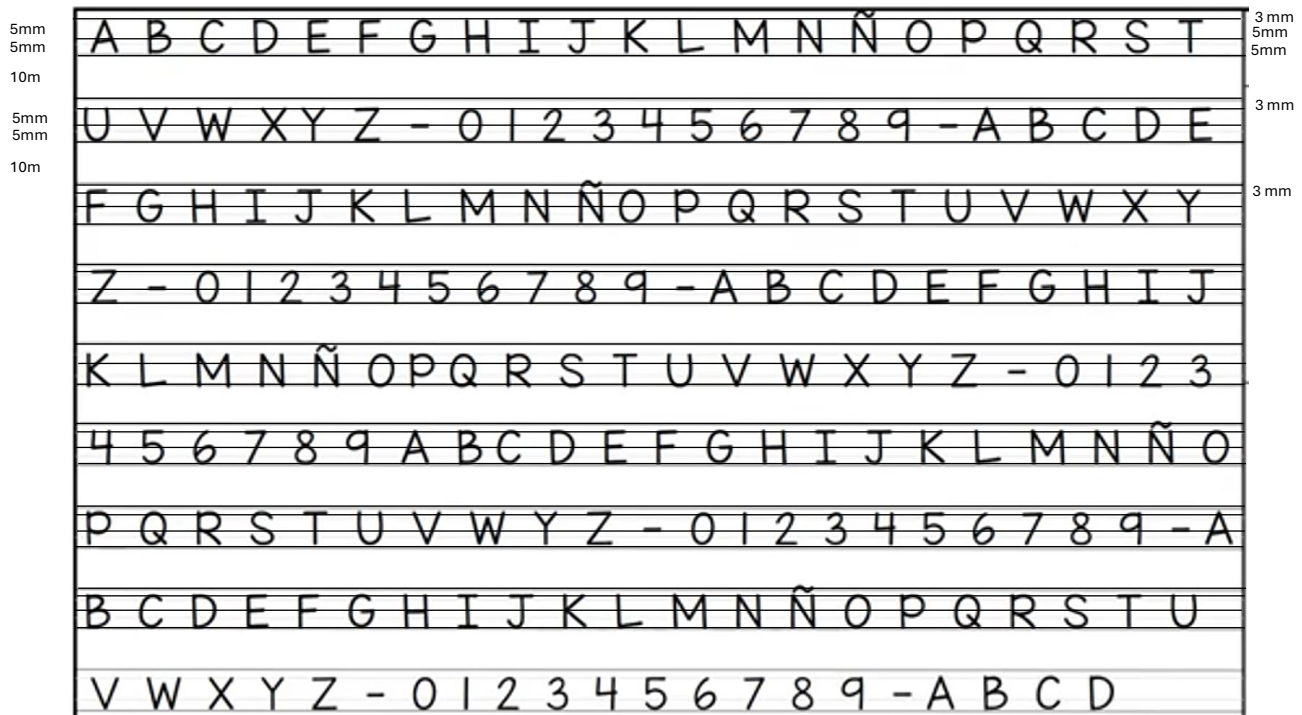 5mm A B C D E F G H I J K L M N Ñ O P Q R S T 3 mm
5mm 5mm
5mm
10m
U V W X Y Z - 0 1 2 3 4 5 6 7 8 9 - A B C D E 3 mm
5mm
5mm
10m
F G H I J K L M N Ñ O P Q R S T U V W X Y 3 mm
Z - 0 1 2 3 4 5 6 7 8 9 - A B C D E F G H I J
K L M N Ñ O P Q R S T U V W X Y Z - 0 1 2 3
4 5 6 7 8 9 A B C D E F G H I J K L M N Ñ O
P Q R S T U V W Y Z - 0 1 2 3 4 5 6 7 8 9 - A
B C D E F G H I J K L M N Ñ O P Q R S T U
V W X Y Z - 0 1 2 3 4 5 6 7 8 9 - A B C D